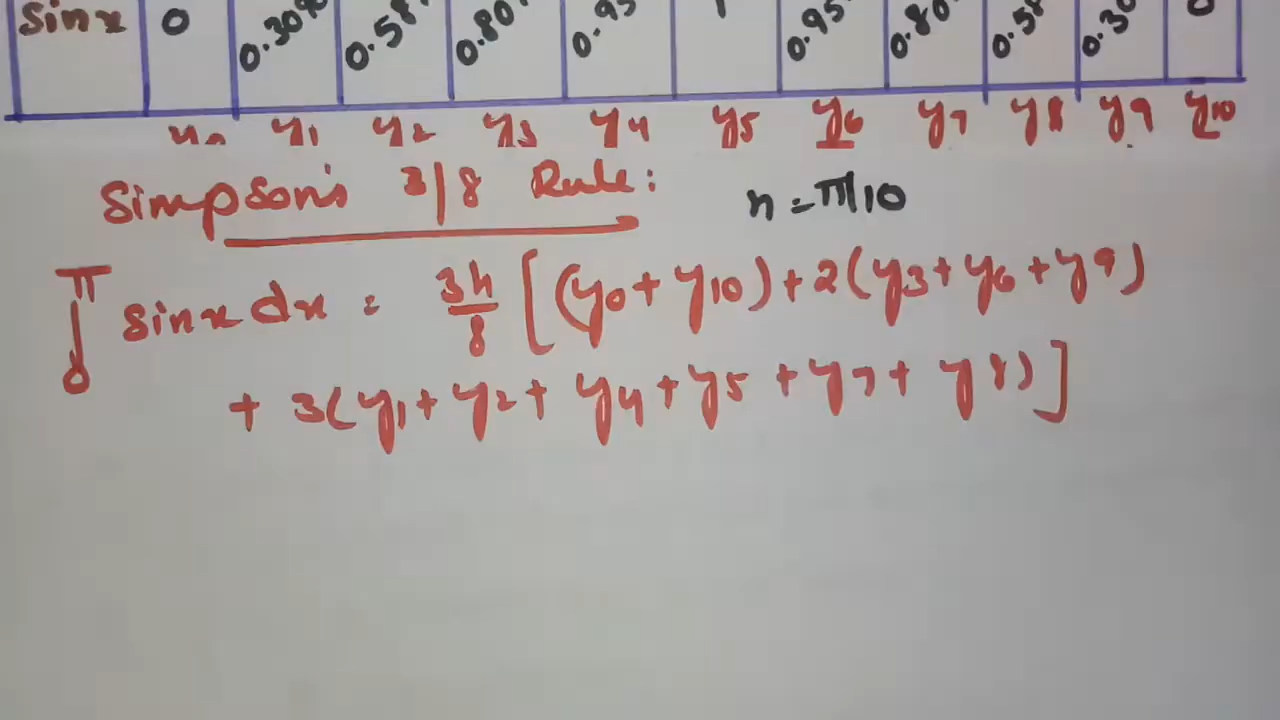 Sinx 0 0.309 0.58 0.80 0.95 1 0.95 0.80 0.58 0.30 0
y0 y1 y2 y3 y4 y5 y6 y7 y8 y9 y10
Simpson's 3/8 Rule: h = π/10
∫0^π sinx dx = 3h/8 [(y0 + y10) + 2(y3 + y6 + y9)
+ 3(y1 + y2 + y4 + y5 + y7 + y8)]